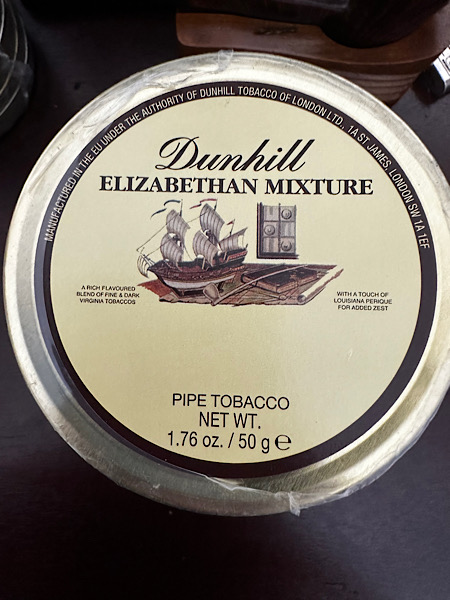 MANUFACTURED IN THE EU UNDER THE AUTHORITY OF DUNHILL TOBACCO OF LONDON LTD., 1A ST JAMES, LONDON SW 1A 1EF
Dunhill
ELIZABETHAN MIXTURE
A RICH FLAVOURED
BLEND OF FINE & DARK
VIRGINIA TOBACCOS
WITH A TOUCH OF
LOUISIANA PERIQUE
FOR ADDED ZEST
PIPE TOBACCO
NET WT.
1.76 oz. / 50 g ℮